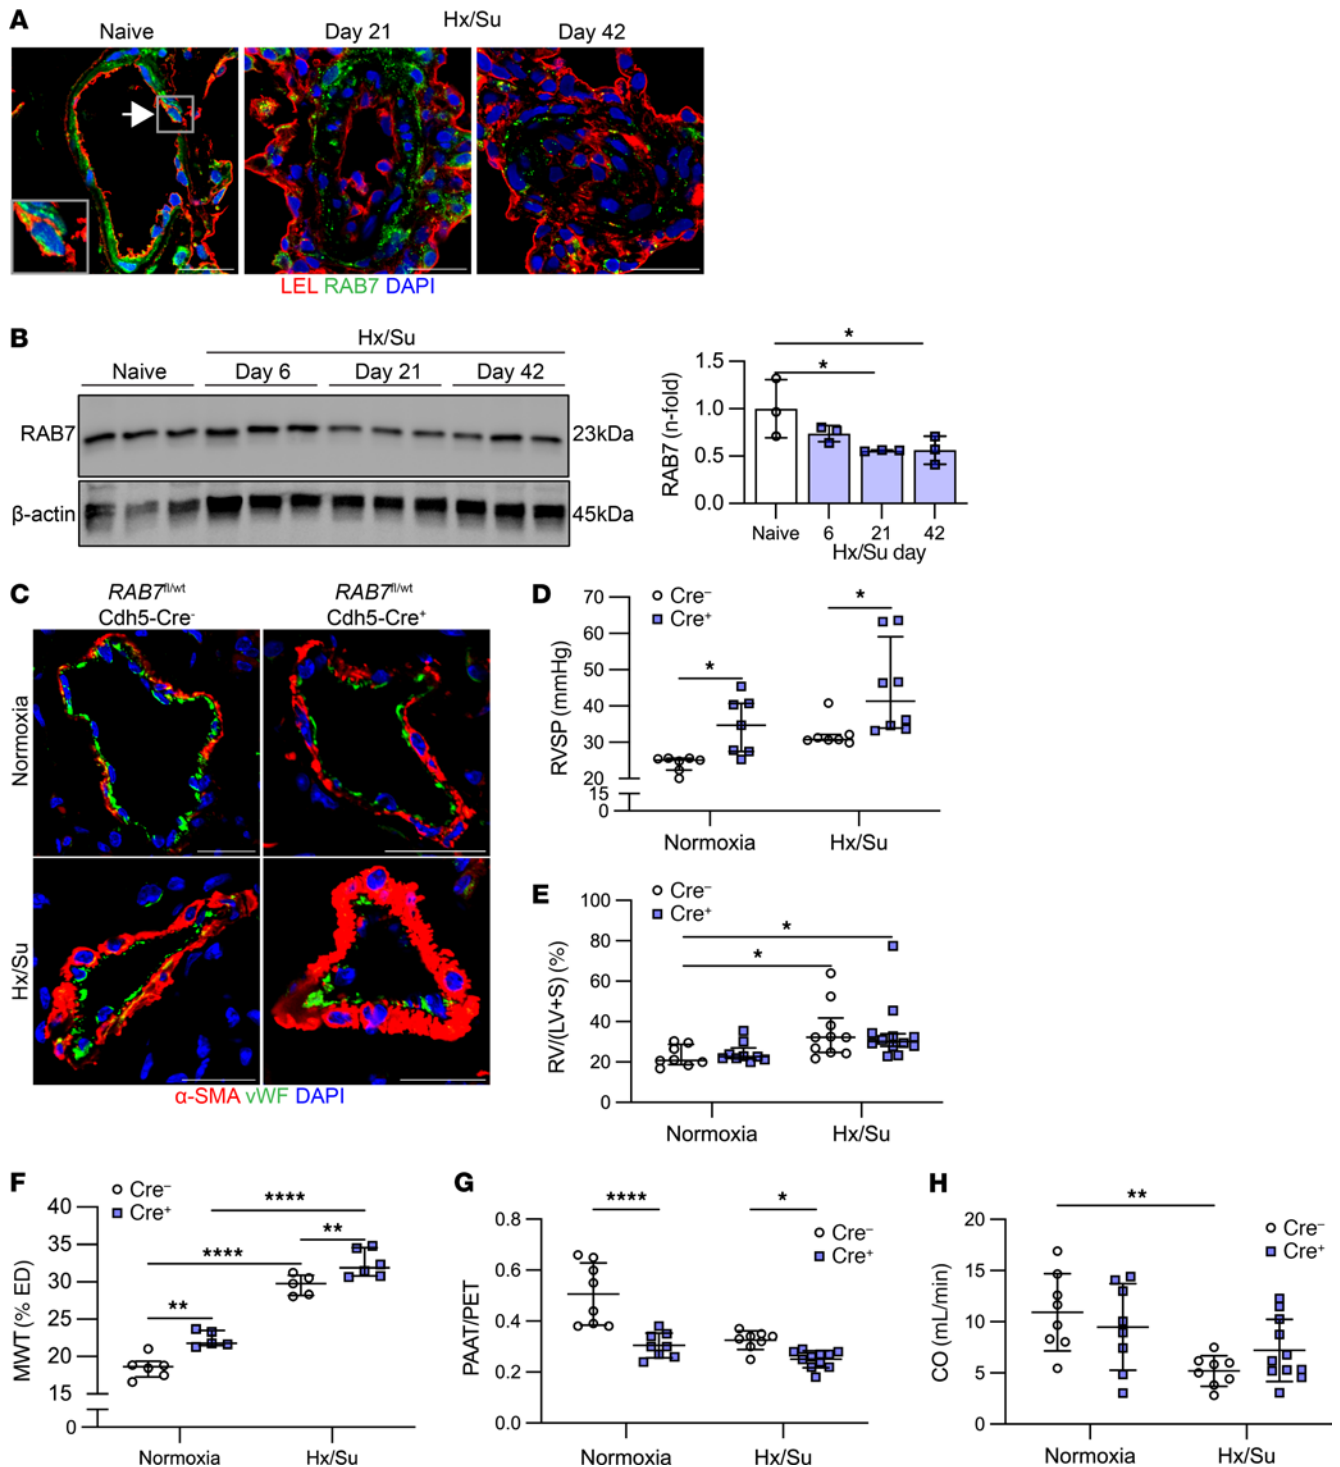 A
Hx/Su
Naive
Day 21
Day 42
LEL RAB7 DAPI
B
Hx/Su
Naive
Day 6
Day 21
Day 42
RAB7
23kDa
β-actin
45kDa
*
*
RAB7 (n-fold)
1.5
1.0
0.5
0.0
Naive
6
21
42
Hx/Su day
C
RAB7fl/wt
Cdh5-Cre-
RAB7fl/wt
Cdh5-Cre+
Normoxia
Hx/Su
α-SMA vWF DAPI
D
Cre–
Cre+
*
*
RVSP (mmHg)
70
60
50
40
30
20
15
0
Normoxia
Hx/Su
E
Cre–
Cre+
*
*
RV/(LV+S) (%)
100
80
60
40
20
0
Normoxia
Hx/Su
F
Cre–
Cre+
****
****
**
**
MWT (% ED)
40
35
30
25
20
15
0
Normoxia
Hx/Su
G
****
*
Cre–
Cre+
PAAT/PET
0.8
0.6
0.4
0.2
0.0
Normoxia
Hx/Su
H
**
Cre–
Cre+
CO (mL/min)
20
15
10
5
0
Normoxia
Hx/Su